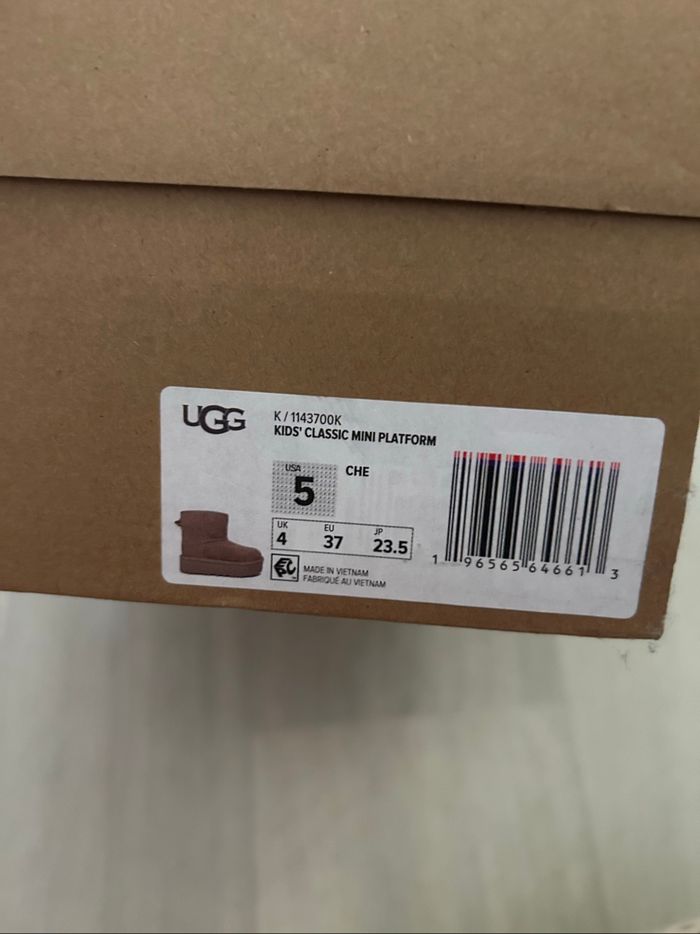 UGG
K / 1143700K
KIDS' CLASSIC MINI PLATFORM
USA
5
CHE
UK EU JP
4 37 23.5
MADE IN VIETNAM
FABRIQUÉ AU VIETNAM
1 96565 64661 3